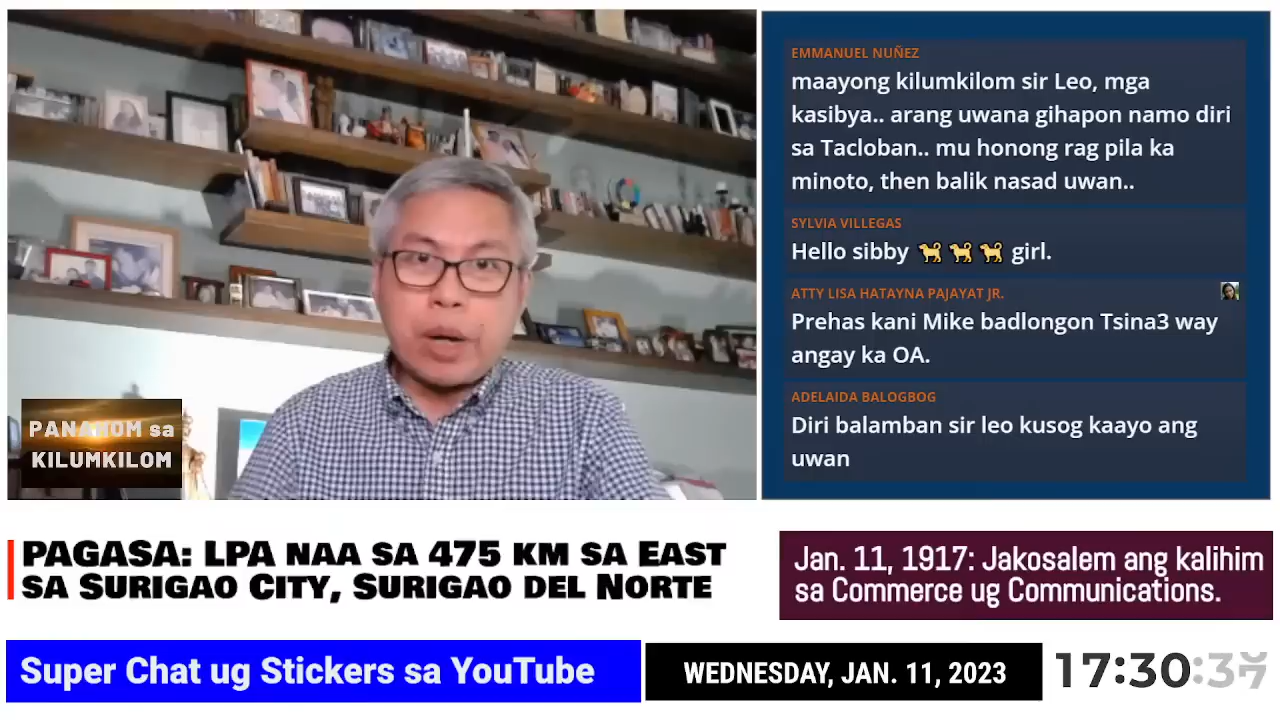 EMMANUEL NUÑEZ
maayong kilumkilom sir Leo, mga
kasibya.. arang uwana gihapon namo diri
sa Tacloban.. mu honong rag pila ka
minoto, then balik nasad uwan..
SYLVIA VILLEGAS
Hello sibby 🐕 🐕 🐕 girl.
ATTY LISA HATAYNA PAJAYAT JR.
Prehas kani Mike badlongon Tsina3 way
angay ka OA.
ADELAIDA BALOGBOG
Diri balamban sir leo kusog kaayo ang
uwan
PANAHOM sa
KILUMKILOM
PAGASA: LPA NAA SA 475 KM SA EAST
SA SURIGAO CITY, SURIGAO DEL NORTE
Jan. 11, 1917: Jakosalem ang kalihim
sa Commerce ug Communications.
Super Chat ug Stickers sa YouTube
WEDNESDAY, JAN. 11, 2023
17:30